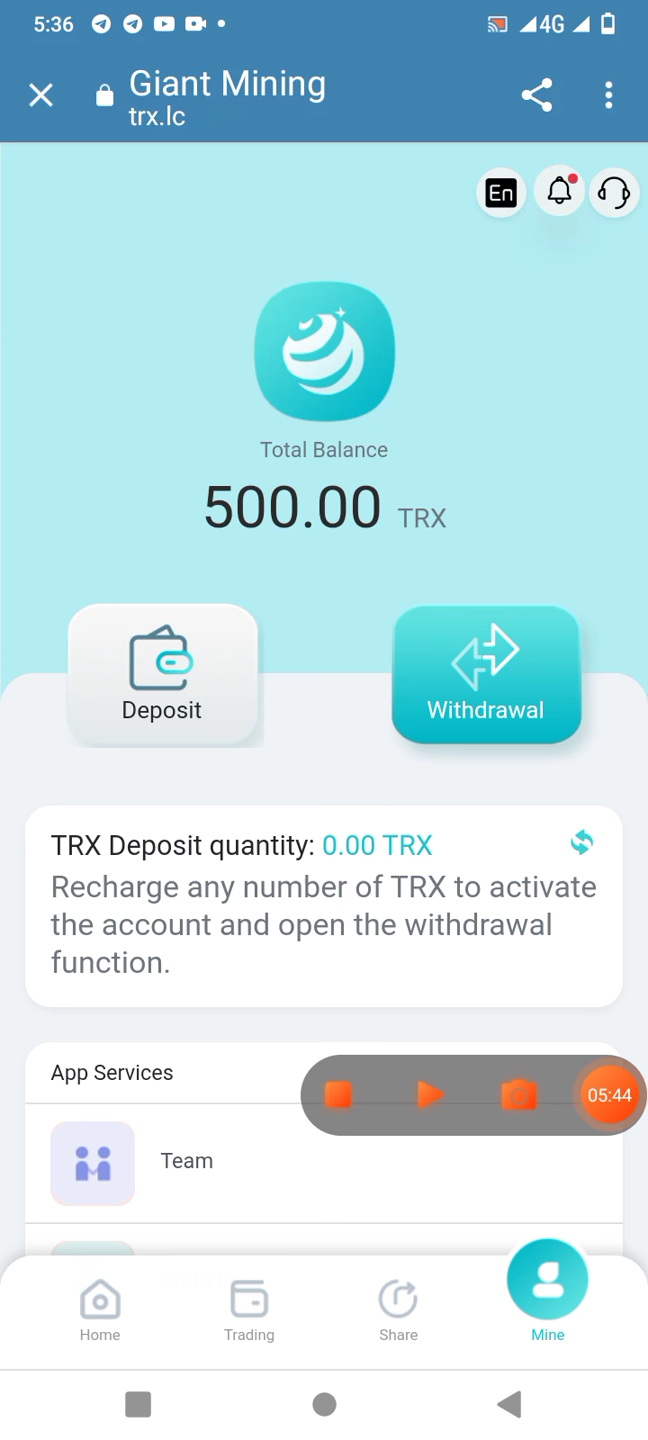 5:36
4G
Giant Mining
trx.lc
En
Total Balance
500.00 TRX
Deposit
Withdrawal
TRX Deposit quantity: 0.00 TRX
Recharge any number of TRX to activate
the account and open the withdrawal
function.
App Services
05:44
Team
Home
Trading
Share
Mine